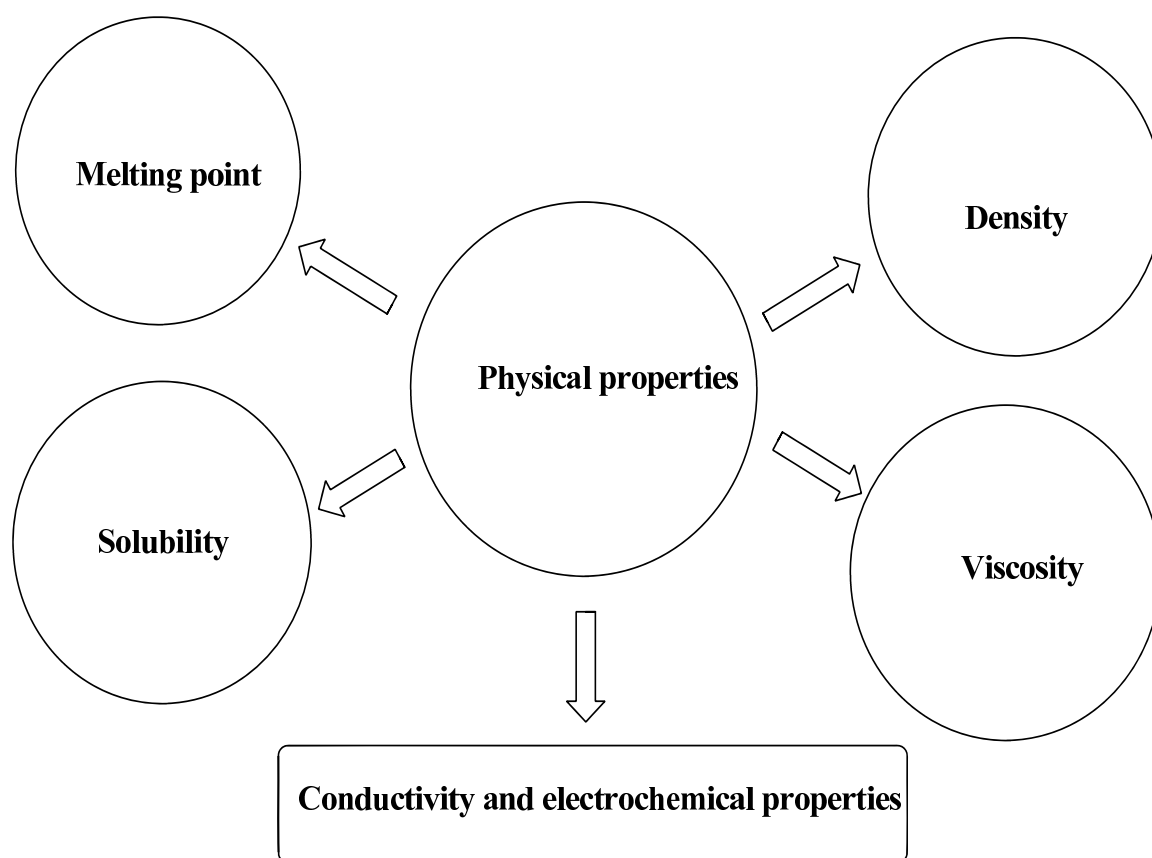 Melting point
Density
Physical properties
Solubility
Viscosity
Conductivity and electrochemical properties